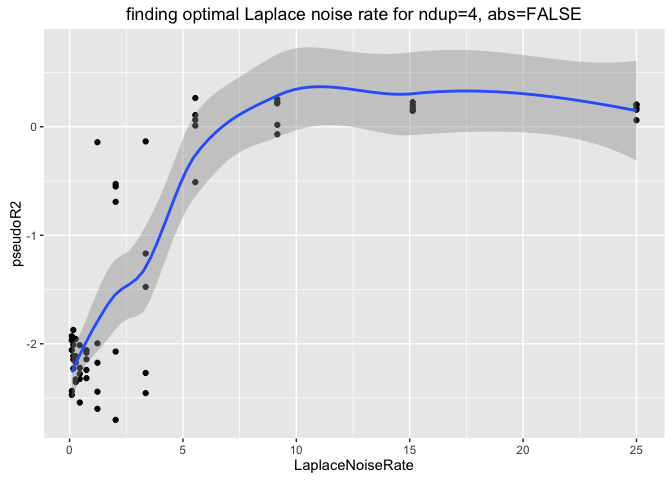 finding optimal Laplace noise rate for ndup=4, abs=FALSE
pseudoR2
0
-1
-2
0 5 10 15 20 25
LaplaceNoiseRate